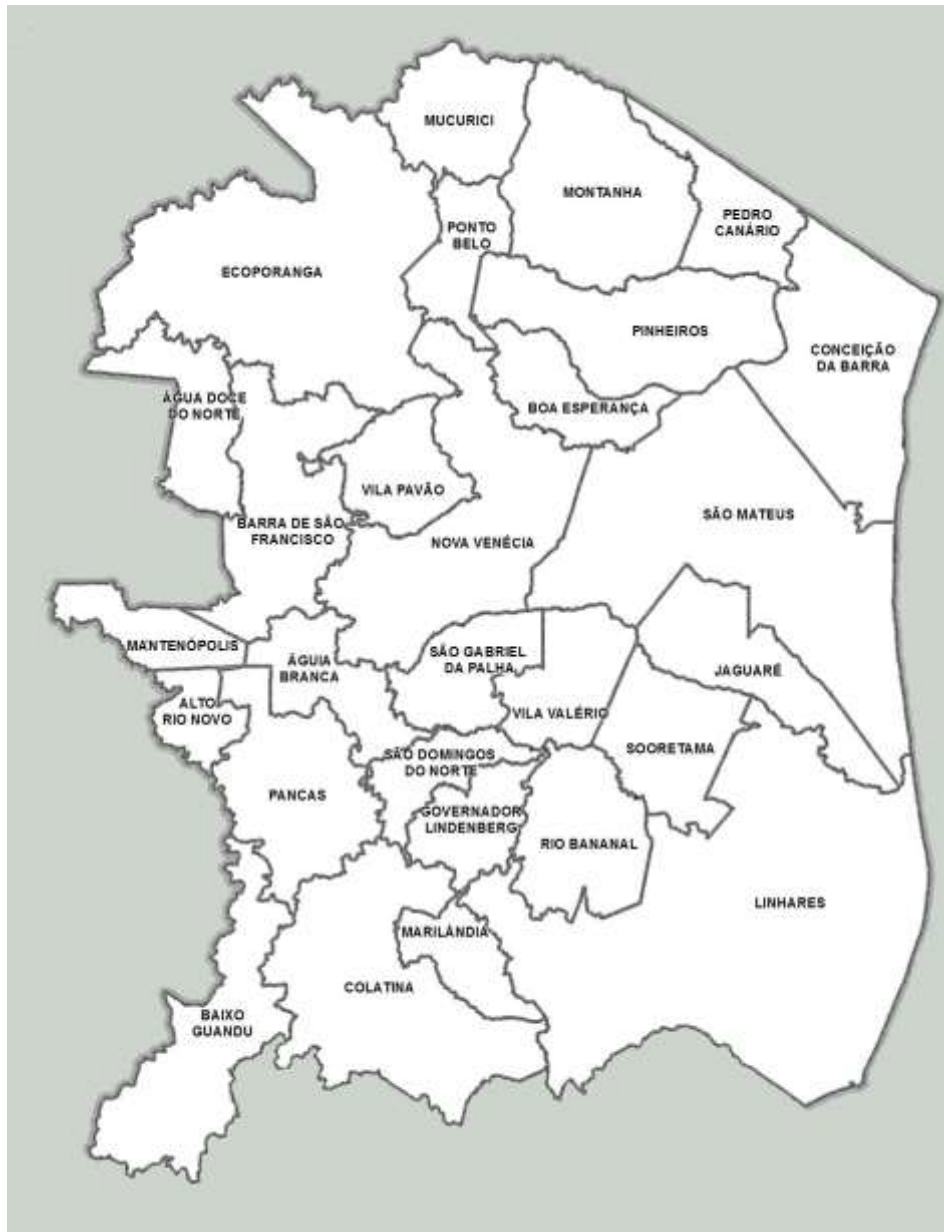 MUCURICI
MONTANHA
PEDRO
CANÁRIO
PONTO
BELO
ECOPORANGA
PINHEIROS
CONCEIÇÃO
DA BARRA
ÁGUA DOCE
DO NORTE
BOA ESPERANÇA
VILA PAVÃO
SÃO MATEUS
BARRA DE SÃO
FRANCISCO
NOVA VENÉCIA
MANTENÓPOLIS
ÁGUIA
BRANCA
SÃO GABRIEL
DA PALHA
JAGUARÉ
ALTO
RIO NOVO
VILA VALÉRIO
SOORETAMA
SÃO DOMINGOS
DO NORTE
PANCAS
GOVERNADOR
LINDENBERG
RIO BANANAL
LINHARES
MARILÂNDIA
COLATINA
BAIXO
GUANDU